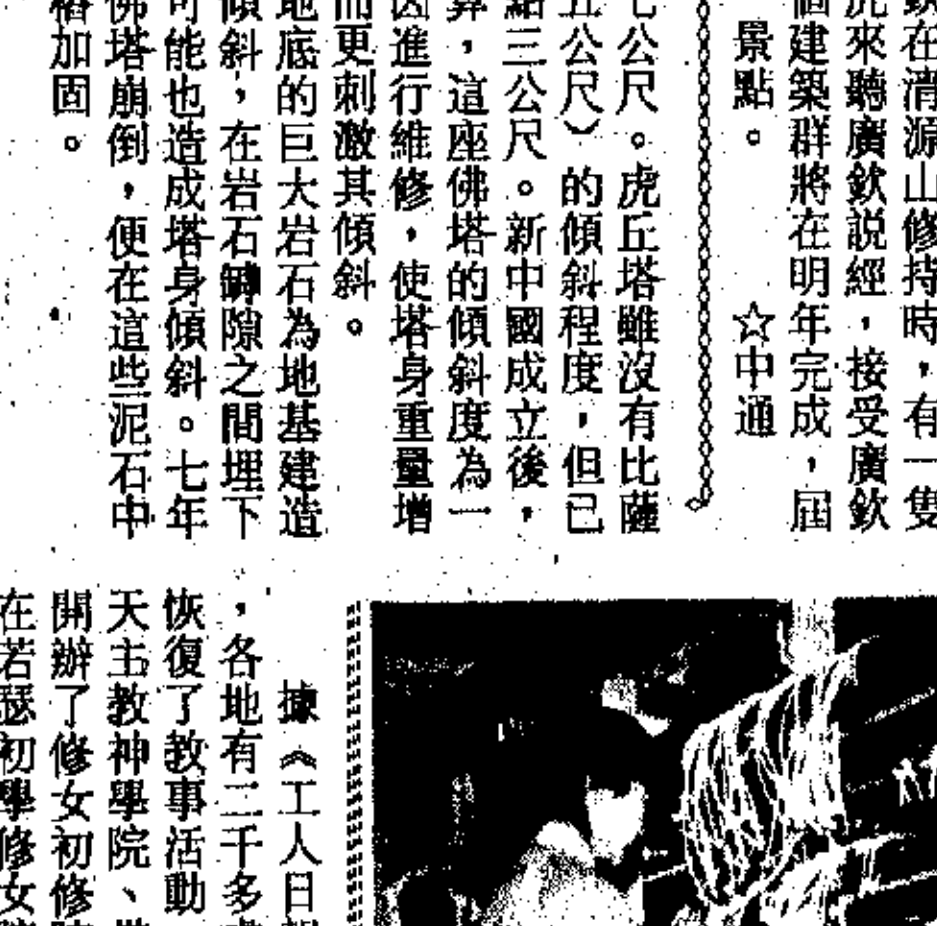 在清源山修持時，有一隻
虎來聽廣欽説經，接受廣欽
個建築群將在明年完成，屆
景點。　　☆中通
七公尺。虎丘塔雖沒有比薩
五公尺）的傾斜程度，但已
點三公尺。新中國成立後，
算，這座佛塔的傾斜度為一
因進行維修，使塔身重量增
而更刺激其傾斜。
地底的巨大岩石為地基建造
傾斜，在岩石罅隙之間埋下
可能也造成塔身傾斜。七年
佛塔崩倒，便在這些泥石中
樁加固。
據《工人日報
，各地有二千多
恢復了教事活動
天主教神學院、
開辦了修女初修
在若瑟初學修女